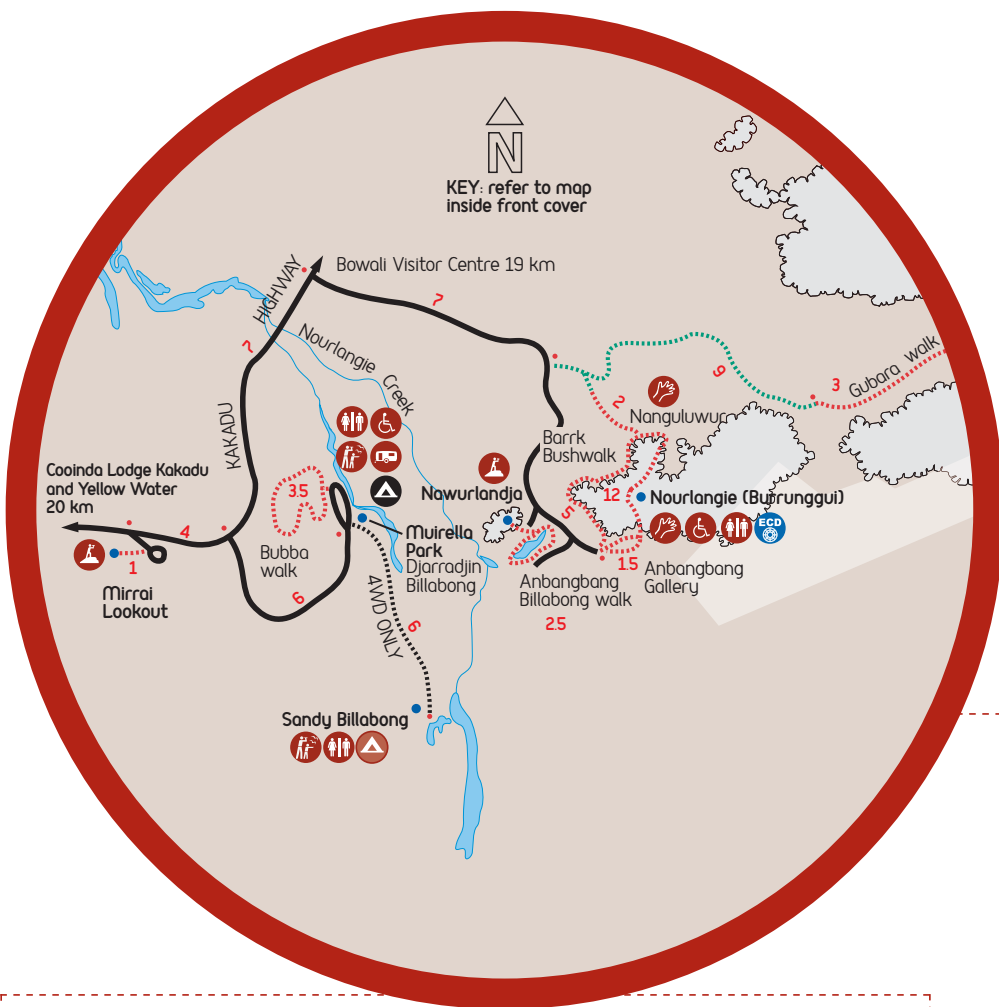 N
KEY: refer to map
inside front cover
Bowali Visitor Centre 19 km
HIGHWAY
7
7
Nourlangie
Creek
KAKADU
9
3
Gubara walk
2
Nanguluwur
Barrk
Bushwalk
Cooinda Lodge Kakadu
and Yellow Water
20 km
3.5
Nawurlandja
12
5
Nourlangie (Burrunggui)
ECD
4
1
Mirrai
Lookout
Bubba
walk
Muirella
Park
Djarradjin
Billabong
1.5
Anbangbang
Gallery
Anbangbang
Billabong walk
2.5
6
4WD ONLY
6
Sandy Billabong